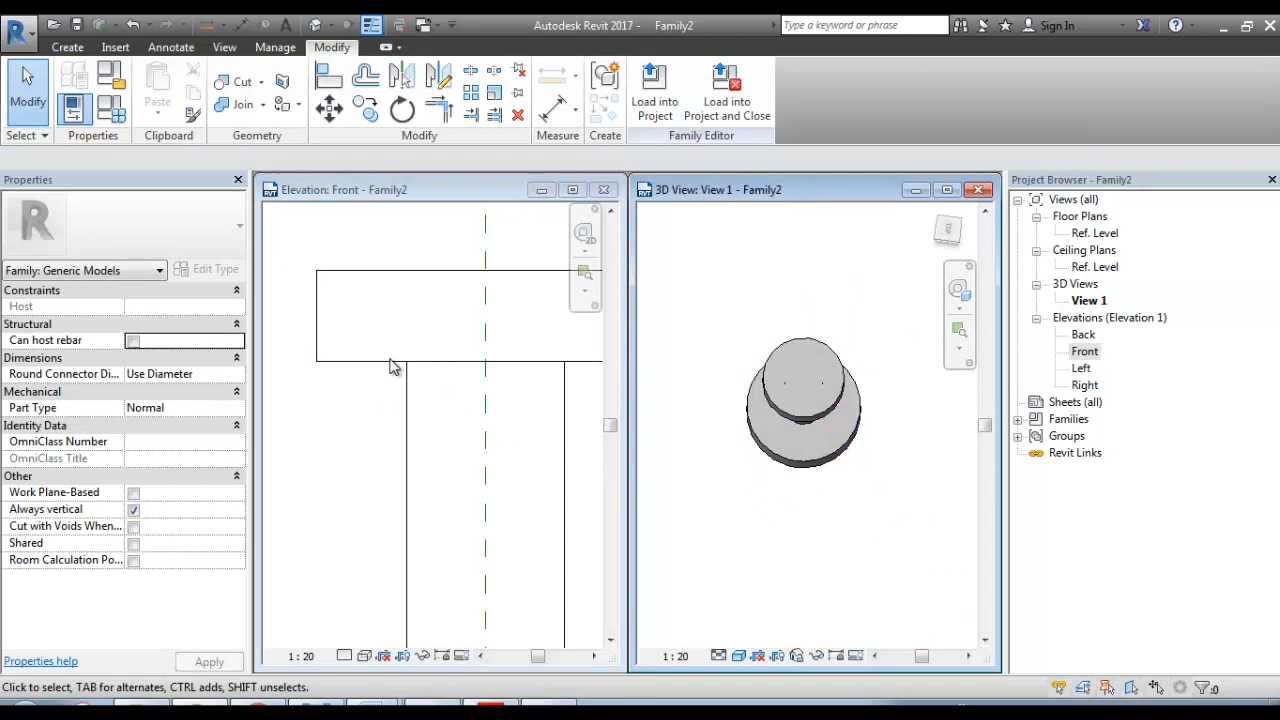 Autodesk Revit 2017 - Family2
Type a keyword or phrase
Sign In
Create Insert Annotate View Manage Modify
Modify
Select
Properties
Paste
Clipboard
Cut
Join
Geometry
Modify
Measure
Create
Load into Project
Load into Project and Close
Family Editor
Properties
R
Family: Generic Models
Edit Type
Constraints
Host
Structural
Can host rebar
Dimensions
Round Connector Di... Use Diameter
Mechanical
Part Type Normal
Identity Data
OmniClass Number
OmniClass Title
Other
Work Plane-Based
Always vertical
Cut with Voids When...
Shared
Room Calculation Po...
Properties help
Apply
Elevation: Front - Family2
2D
1 : 20
3D View: View 1 - Family2
1 : 20
Project Browser - Family2
Views (all)
Floor Plans
Ref. Level
Ceiling Plans
Ref. Level
3D Views
View 1
Elevations (Elevation 1)
Back
Front
Left
Right
Sheets (all)
Families
Groups
Revit Links
Click to select, TAB for alternates, CTRL adds, SHIFT unselects.
:0